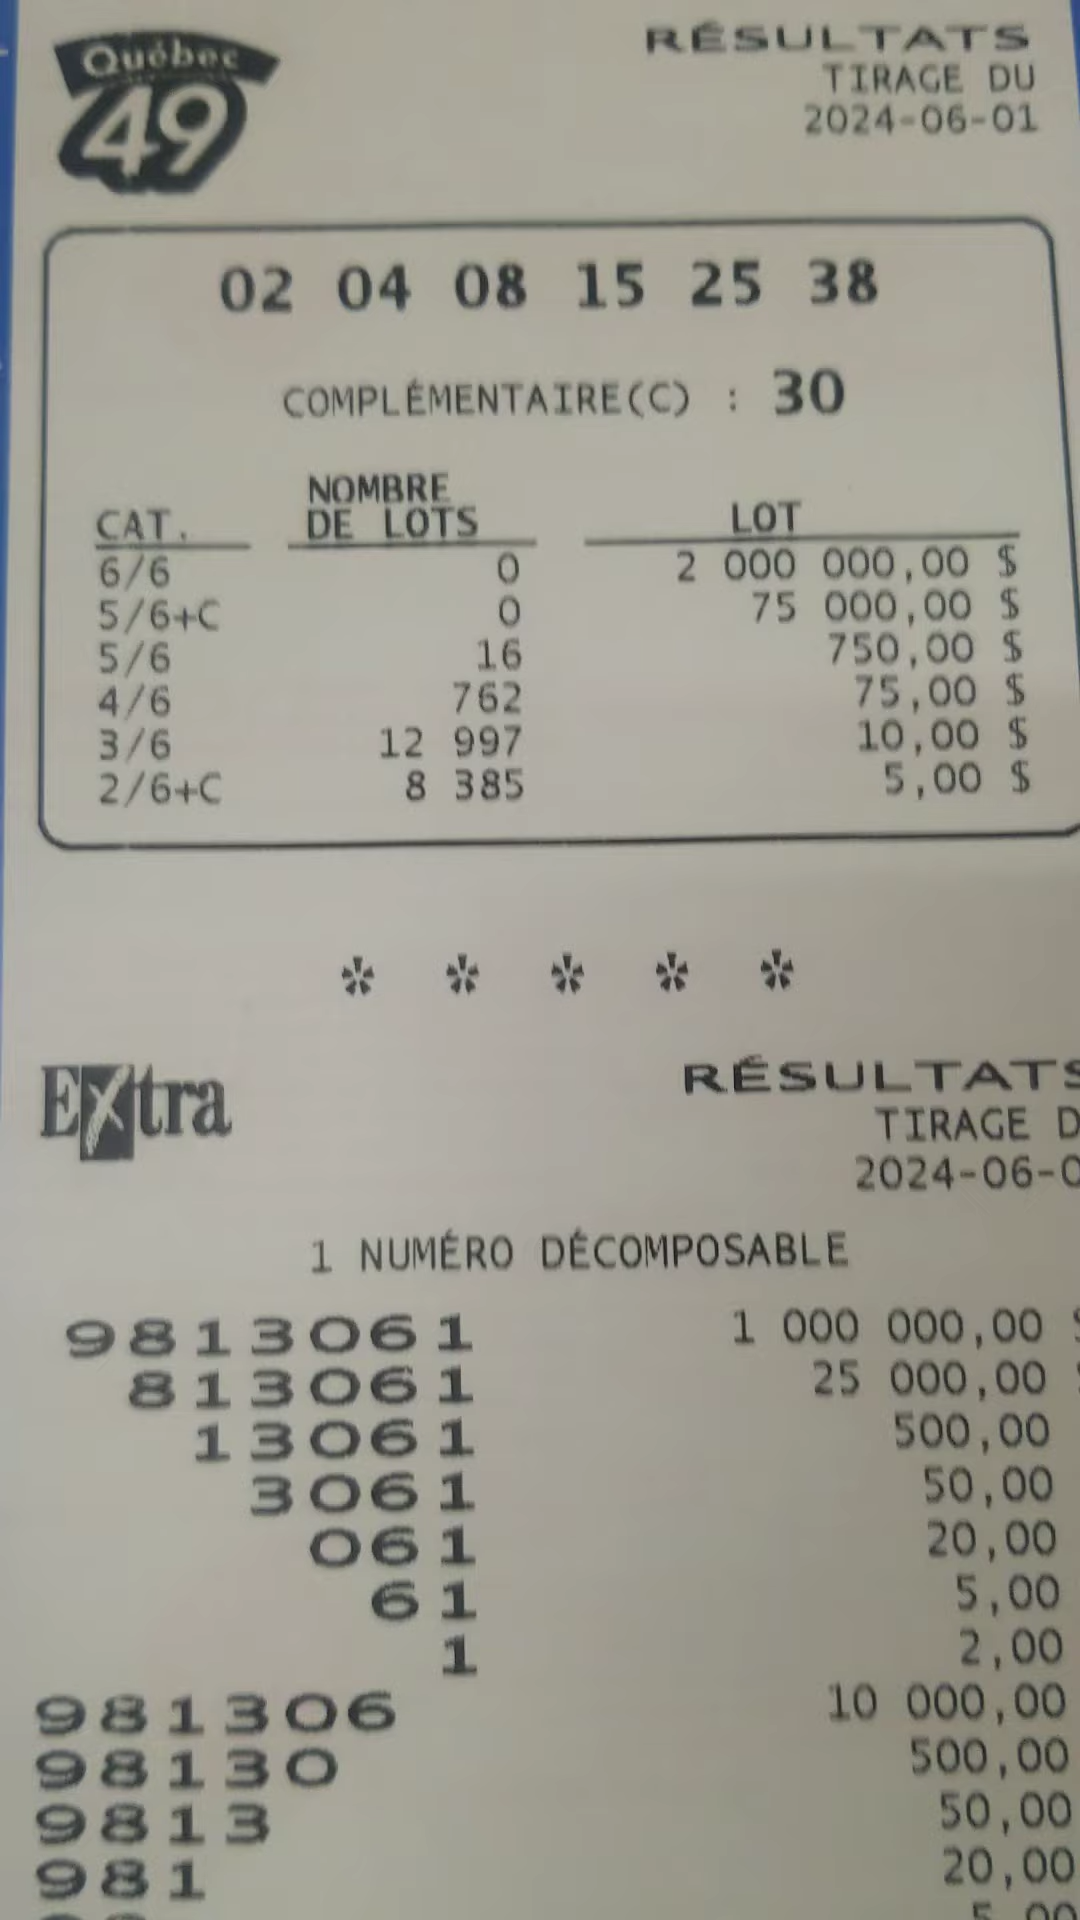 Québec
49
RÉSULTATS
TIRAGE DU
2024-06-01
02 04 08 15 25 38
COMPLÉMENTAIRE(C) : 30
CAT. NOMBRE DE LOTS LOT
6/6 0 2 000 000,00 $
5/6+C 0 75 000,00 $
5/6 16 750,00 $
4/6 762 75,00 $
3/6 12 997 10,00 $
2/6+C 8 385 5,00 $
* * * * *
Extra
RÉSULTATS
TIRAGE D
2024-06-0
1 NUMÉRO DÉCOMPOSABLE
9813061 1 000 000,00 $
813061 25 000,00
13061 500,00
3061 50,00
061 20,00
61 5,00
1 2,00
981306 10 000,00
98130 500,00
9813 50,00
981 20,00